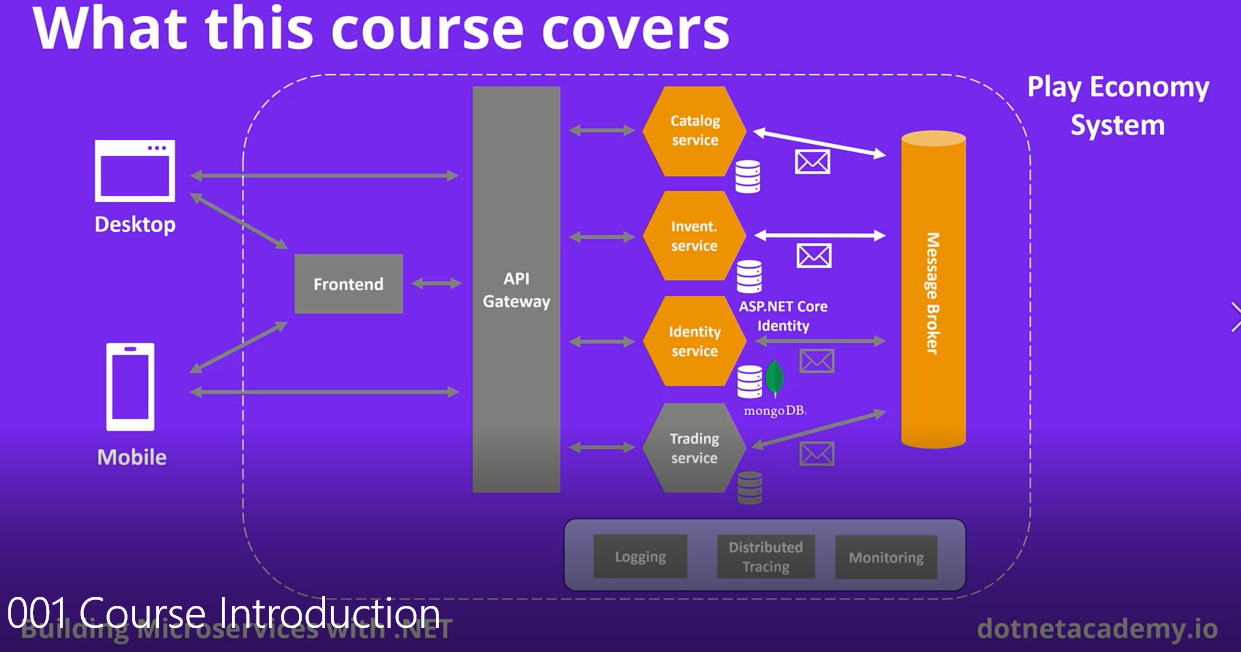 What this course covers
Play Economy
System
Desktop
Mobile
Frontend
API
Gateway
Catalog
service
Invent.
service
ASP.NET Core
Identity
Identity
service
mongoDB.
Trading
service
Message Broker
Logging
Distributed
Tracing
Monitoring
001 Course Introduction
Building Microservices with .NET
dotnetacademy.io